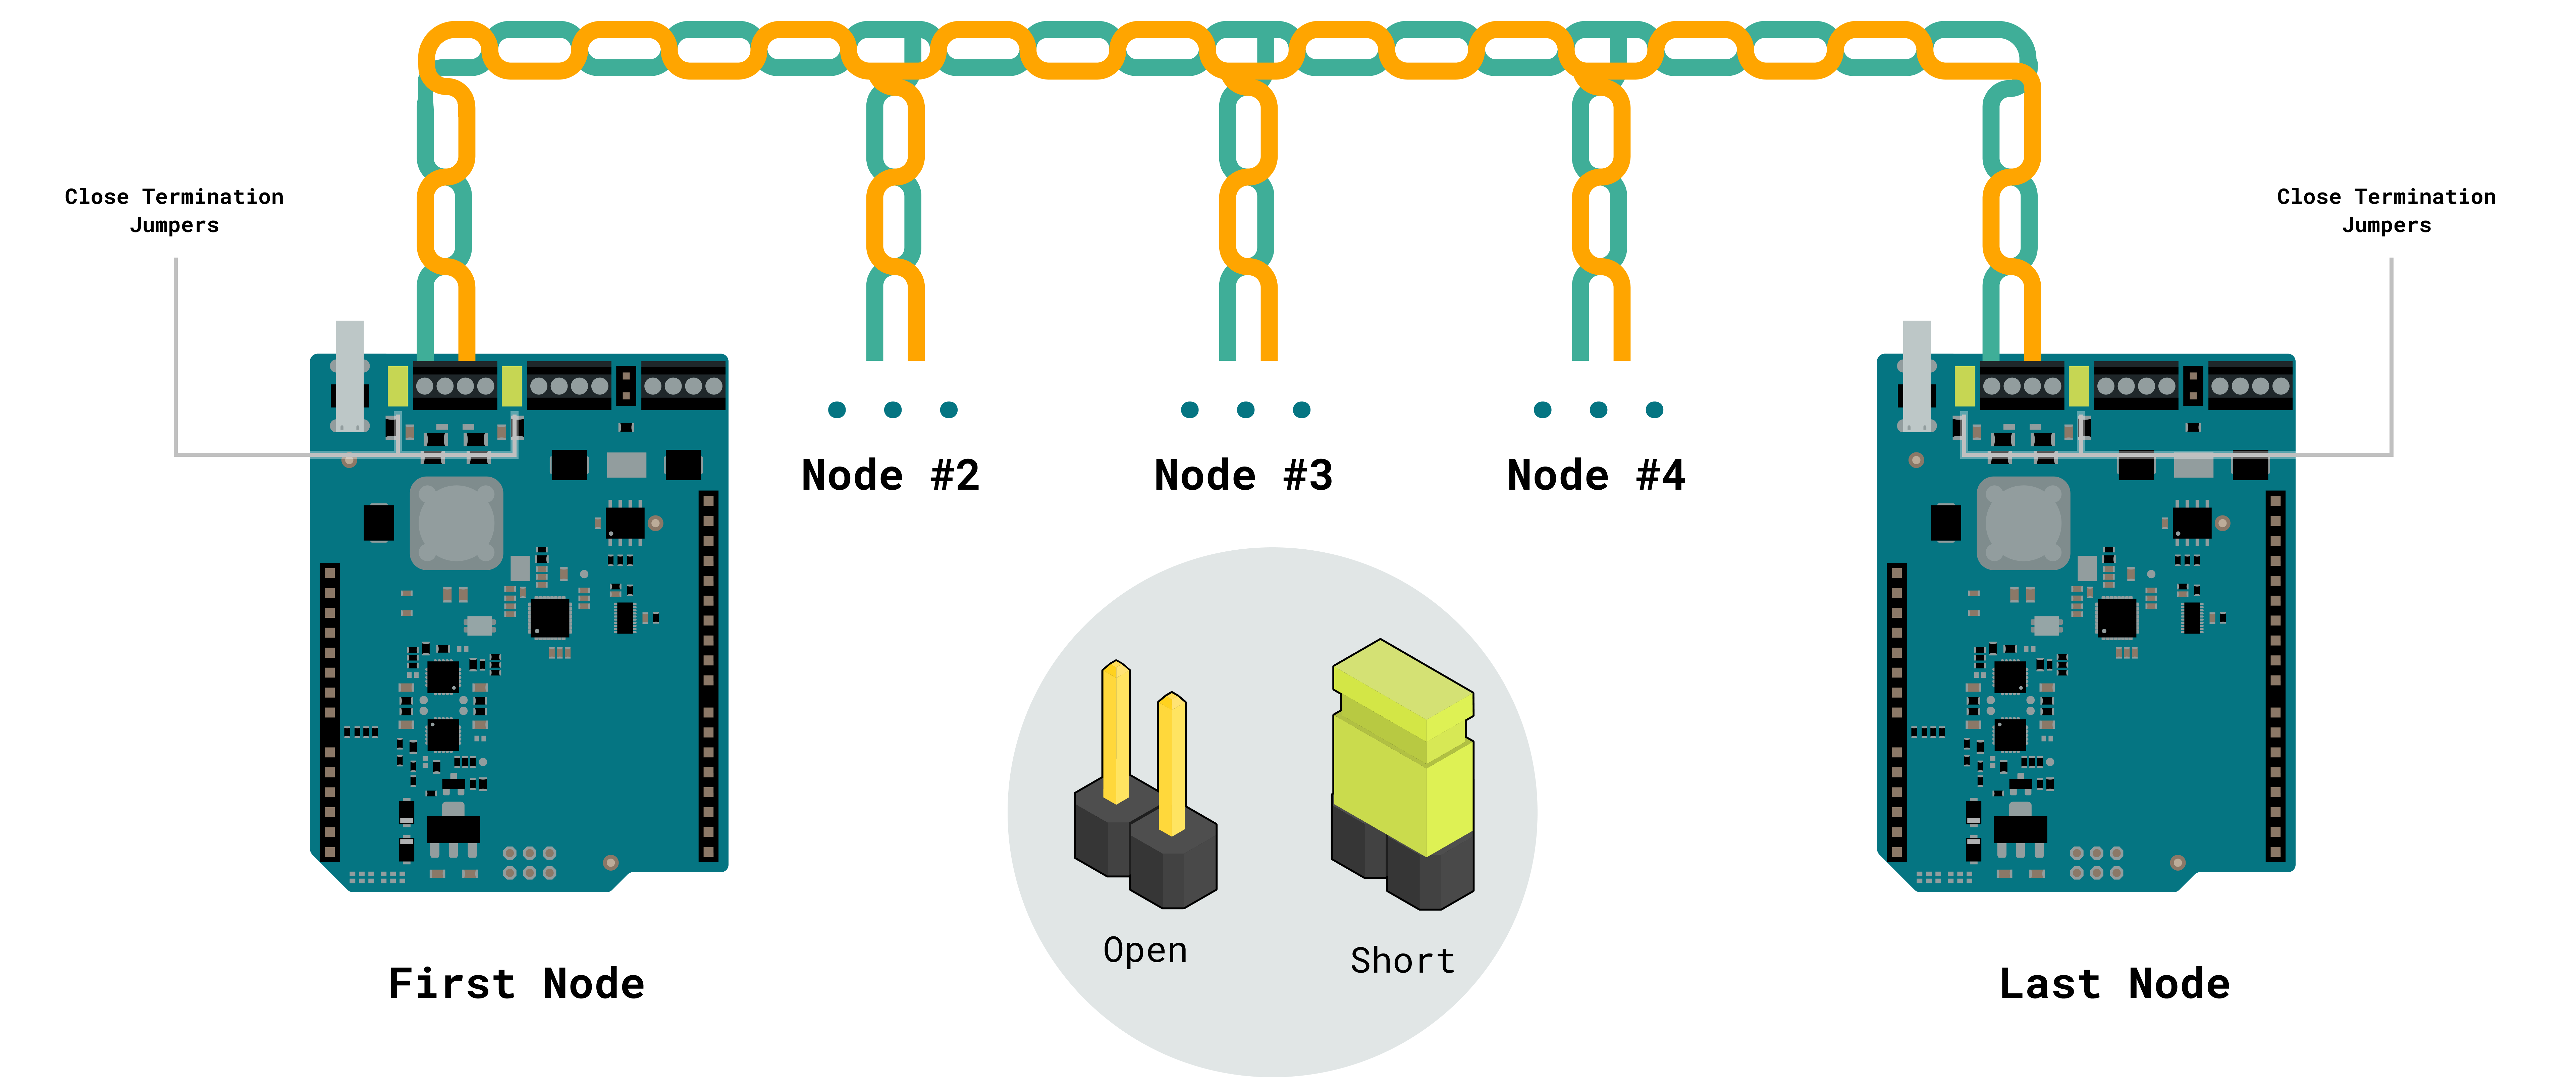 Close Termination
Jumpers
Close Termination
Jumpers
Node #2
Node #3
Node #4
Open
Short
First Node
Last Node